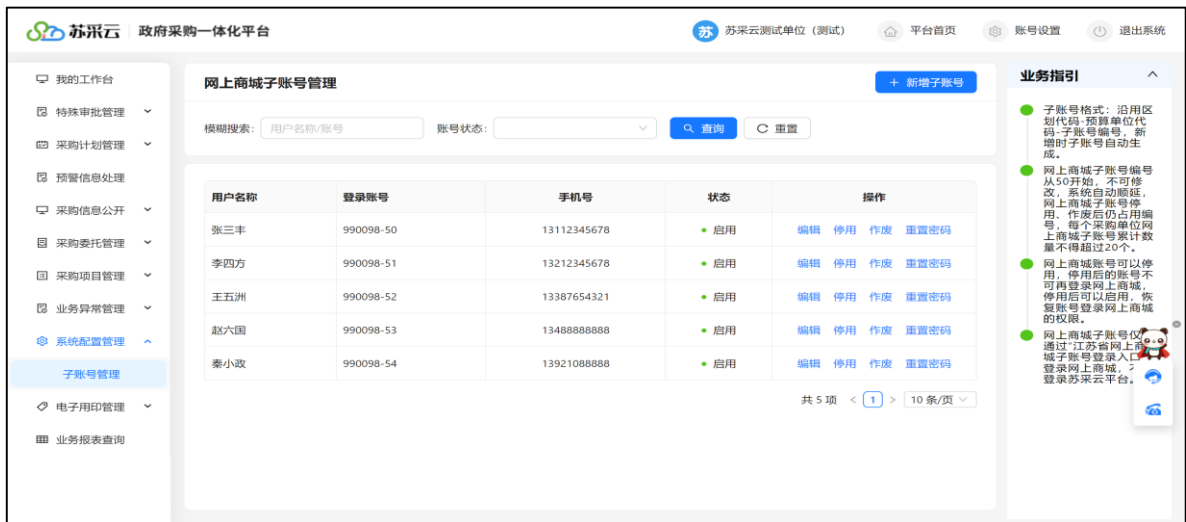 苏采云 政府采购一体化平台
苏 苏采云测试单位（测试） 平台首页 账号设置 退出系统
我的工作台
特殊审批管理
采购计划管理
预警信息处理
采购信息公开
采购委托管理
采购项目管理
业务异常管理
系统配置管理
子账号管理
电子用印管理
业务报表查询
网上商城子账号管理 + 新增子账号
模糊搜索: 用户名称/账号 账号状态: 查询 重置
用户名称 登录账号 手机号 状态 操作
张三丰 990098-50 13112345678 启用 编辑 停用 作废 重置密码
李四方 990098-51 13212345678 启用 编辑 停用 作废 重置密码
王五洲 990098-52 13387654321 启用 编辑 停用 作废 重置密码
赵六国 990098-53 13488888888 启用 编辑 停用 作废 重置密码
秦小政 990098-54 13921088888 启用 编辑 停用 作废 重置密码
共 5 项 < 1 > 10 条/页
业务指引
子账号格式：沿用区
划代码-预算单位代
码-子账号编号，新
增时子账号自动生
成。
网上商城子账号编号
从50开始，不可修
改，系统自动顺延，
网上商城子账号停
用、作废后仍占用编
号，每个采购单位网
上商城子账号累计数
量不得超过20个。
网上商城账号可以停
用，停用后的账号不
可再登录网上商城，
停用后可以启用，恢
复账号登录网上商城
的权限。
网上商城子账号仅
通过“江苏省网上商
城子账号登录入口
登录网上商城，
登录苏采云平台。